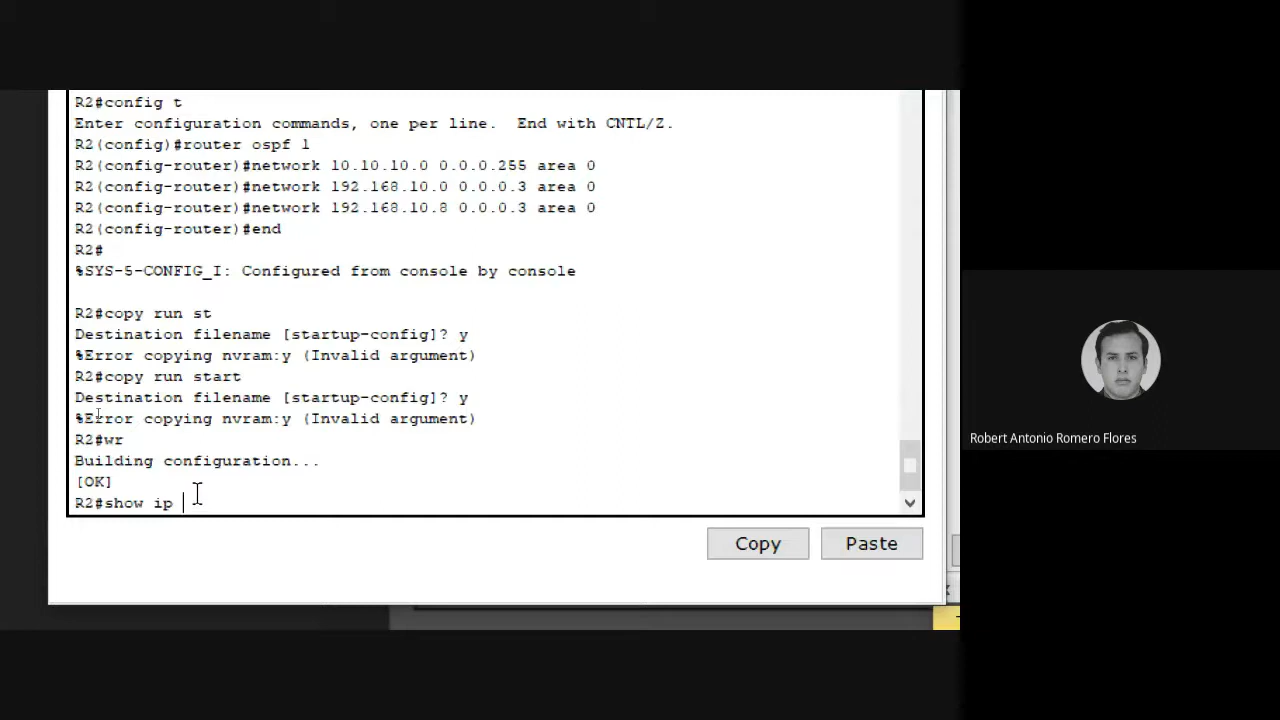 R2#config t
Enter configuration commands, one per line.  End with CNTL/Z.
R2(config)#router ospf 1
R2(config-router)#network 10.10.10.0 0.0.0.255 area 0
R2(config-router)#network 192.168.10.0 0.0.0.3 area 0
R2(config-router)#network 192.168.10.8 0.0.0.3 area 0
R2(config-router)#end
R2#
%SYS-5-CONFIG_I: Configured from console by console
R2#copy run st
Destination filename [startup-config]? y
%Error copying nvram:y (Invalid argument)
R2#copy run start
Destination filename [startup-config]? y
%Error copying nvram:y (Invalid argument)
R2#wr
Building configuration...
[OK]
R2#show ip
Copy
Paste
Robert Antonio Romero Flores